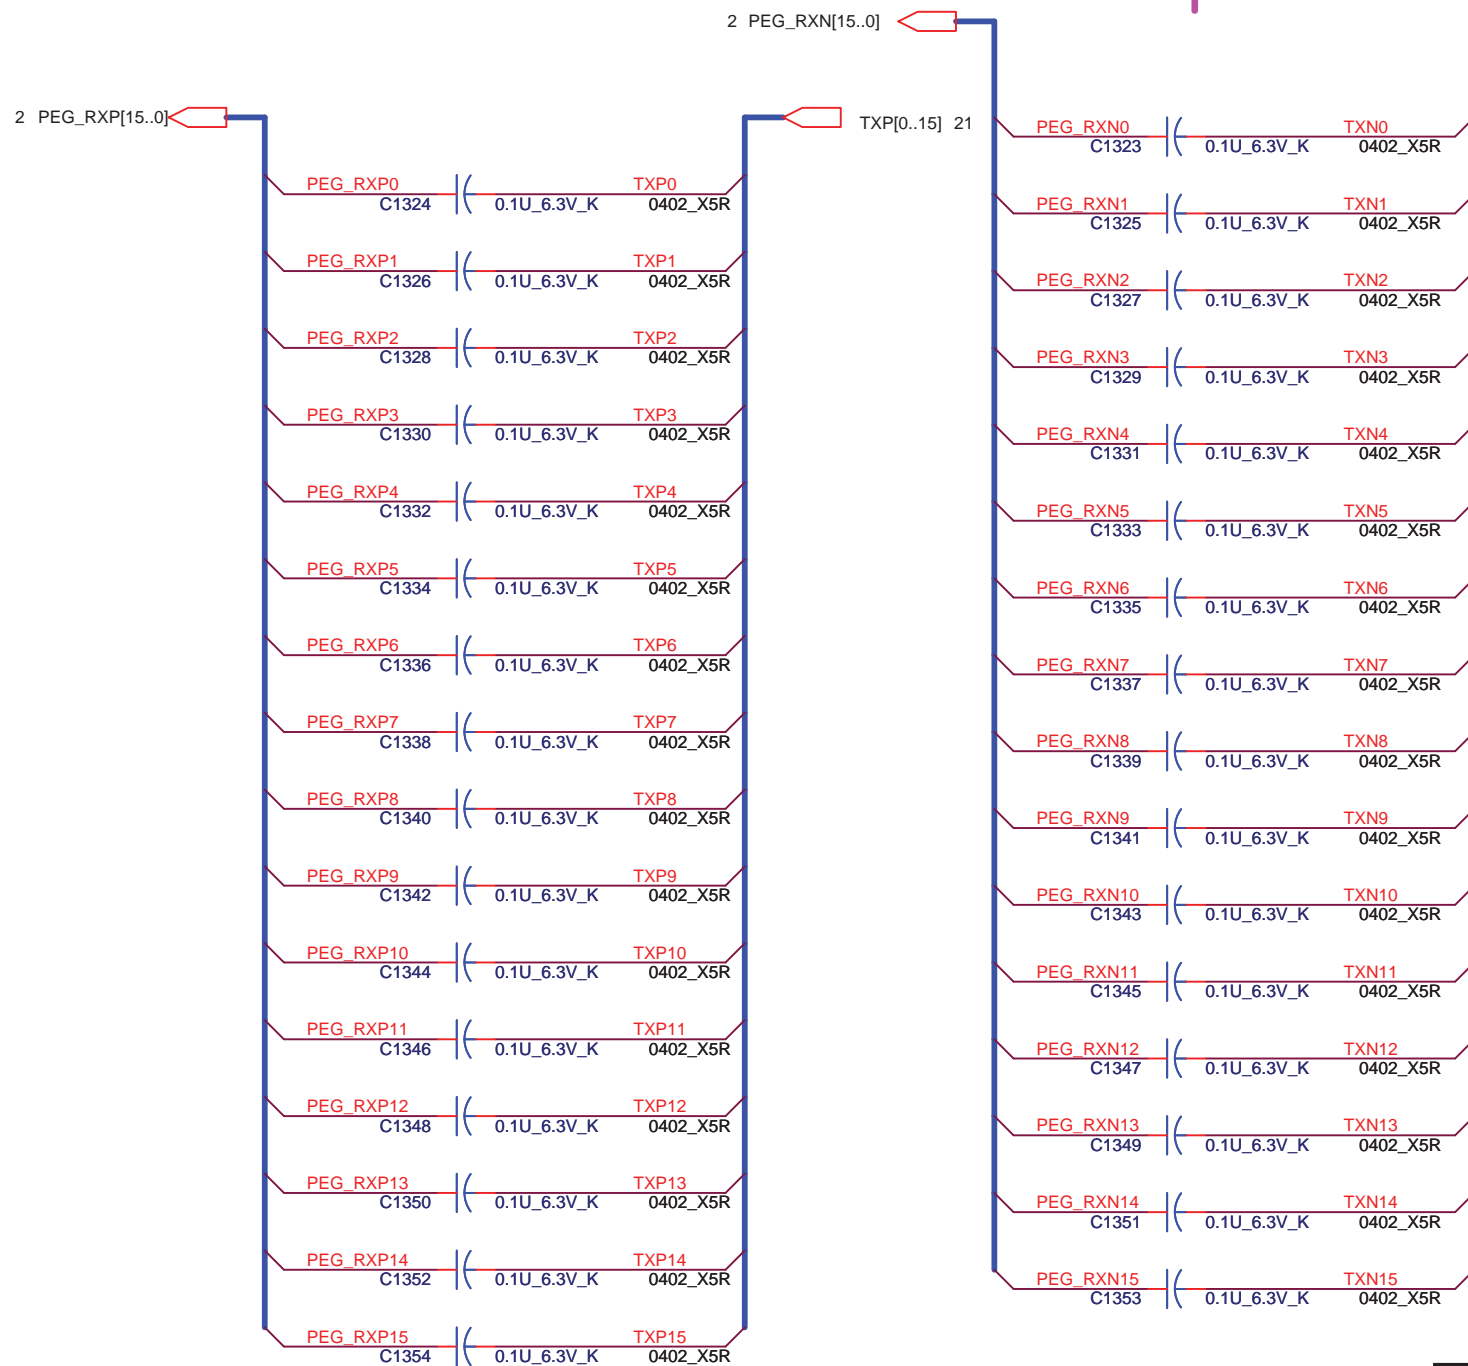 2 PEG_RXN[15..0]
2 PEG_RXP[15..0]
TXP[0..15] 21
PEG_RXP0 TXP0
C1324 0.1U_6.3V_K 0402_X5R
PEG_RXP1 TXP1
C1326 0.1U_6.3V_K 0402_X5R
PEG_RXP2 TXP2
C1328 0.1U_6.3V_K 0402_X5R
PEG_RXP3 TXP3
C1330 0.1U_6.3V_K 0402_X5R
PEG_RXP4 TXP4
C1332 0.1U_6.3V_K 0402_X5R
PEG_RXP5 TXP5
C1334 0.1U_6.3V_K 0402_X5R
PEG_RXP6 TXP6
C1336 0.1U_6.3V_K 0402_X5R
PEG_RXP7 TXP7
C1338 0.1U_6.3V_K 0402_X5R
PEG_RXP8 TXP8
C1340 0.1U_6.3V_K 0402_X5R
PEG_RXP9 TXP9
C1342 0.1U_6.3V_K 0402_X5R
PEG_RXP10 TXP10
C1344 0.1U_6.3V_K 0402_X5R
PEG_RXP11 TXP11
C1346 0.1U_6.3V_K 0402_X5R
PEG_RXP12 TXP12
C1348 0.1U_6.3V_K 0402_X5R
PEG_RXP13 TXP13
C1350 0.1U_6.3V_K 0402_X5R
PEG_RXP14 TXP14
C1352 0.1U_6.3V_K 0402_X5R
PEG_RXP15 TXP15
C1354 0.1U_6.3V_K 0402_X5R
PEG_RXN0 TXN0
C1323 0.1U_6.3V_K 0402_X5R
PEG_RXN1 TXN1
C1325 0.1U_6.3V_K 0402_X5R
PEG_RXN2 TXN2
C1327 0.1U_6.3V_K 0402_X5R
PEG_RXN3 TXN3
C1329 0.1U_6.3V_K 0402_X5R
PEG_RXN4 TXN4
C1331 0.1U_6.3V_K 0402_X5R
PEG_RXN5 TXN5
C1333 0.1U_6.3V_K 0402_X5R
PEG_RXN6 TXN6
C1335 0.1U_6.3V_K 0402_X5R
PEG_RXN7 TXN7
C1337 0.1U_6.3V_K 0402_X5R
PEG_RXN8 TXN8
C1339 0.1U_6.3V_K 0402_X5R
PEG_RXN9 TXN9
C1341 0.1U_6.3V_K 0402_X5R
PEG_RXN10 TXN10
C1343 0.1U_6.3V_K 0402_X5R
PEG_RXN11 TXN11
C1345 0.1U_6.3V_K 0402_X5R
PEG_RXN12 TXN12
C1347 0.1U_6.3V_K 0402_X5R
PEG_RXN13 TXN13
C1349 0.1U_6.3V_K 0402_X5R
PEG_RXN14 TXN14
C1351 0.1U_6.3V_K 0402_X5R
PEG_RXN15 TXN15
C1353 0.1U_6.3V_K 0402_X5R